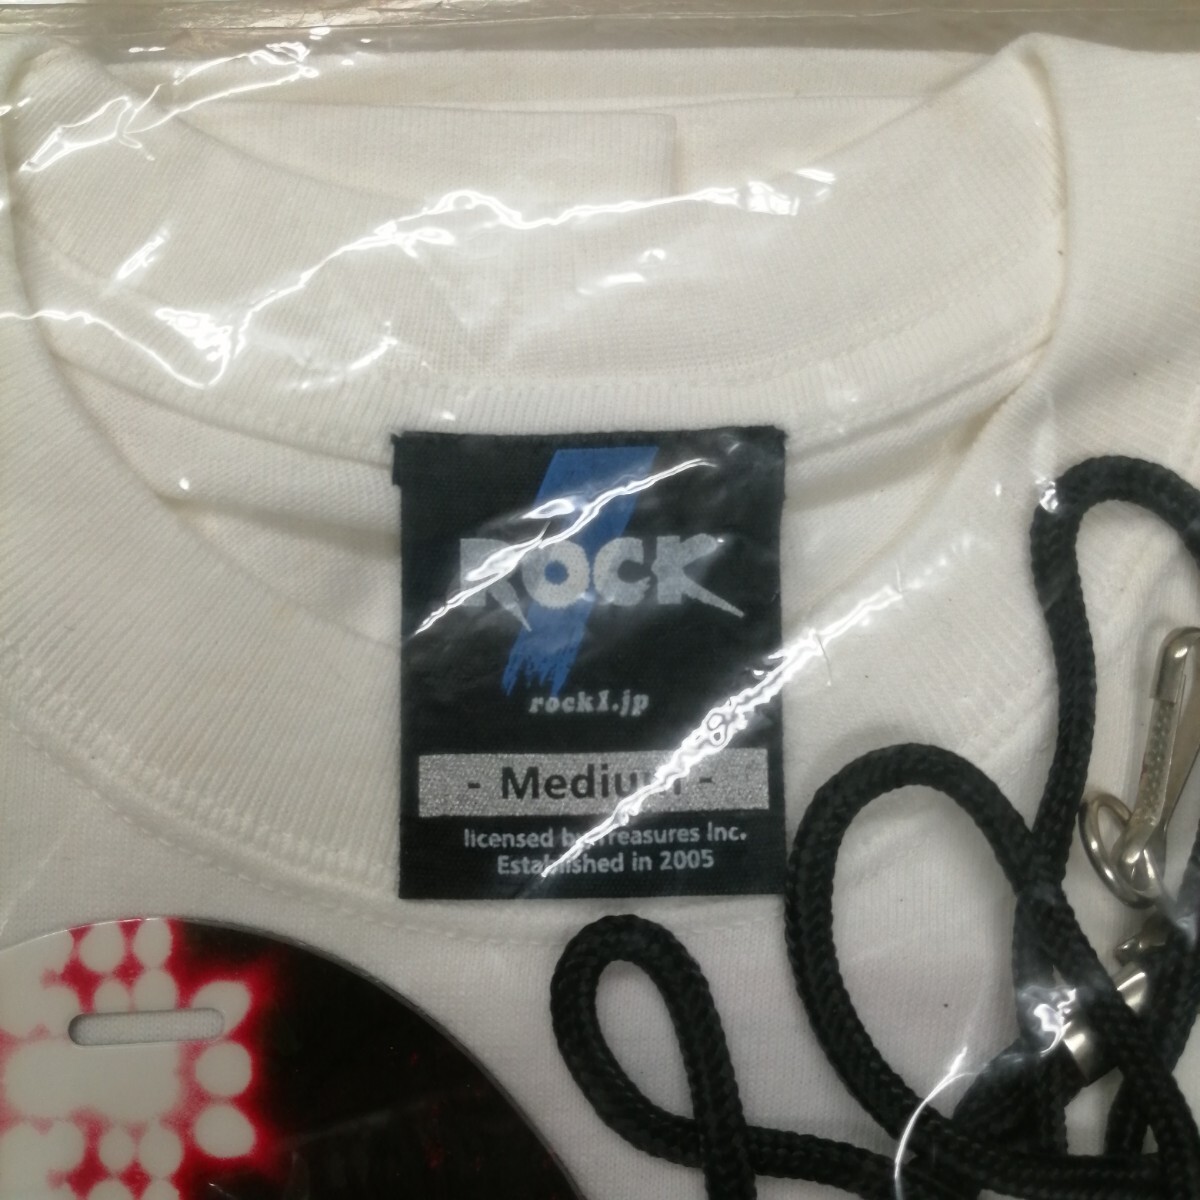 ROCK
rock1.jp
- Medium -
licensed by Treasures Inc.
Established in 2005